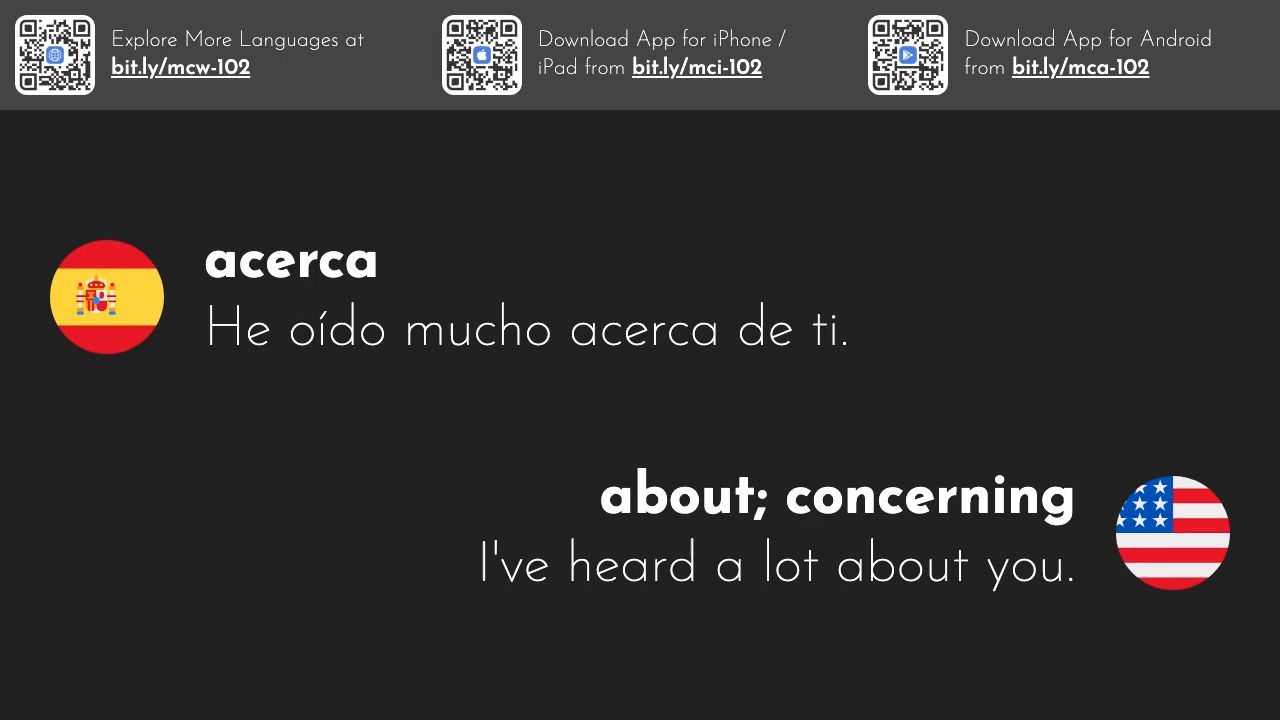 Explore More Languages at
bit.ly/mcw-102
Download App for iPhone /
iPad from bit.ly/mci-102
Download App for Android
from bit.ly/mca-102
acerca
He oído mucho acerca de ti.
about; concerning
I've heard a lot about you.